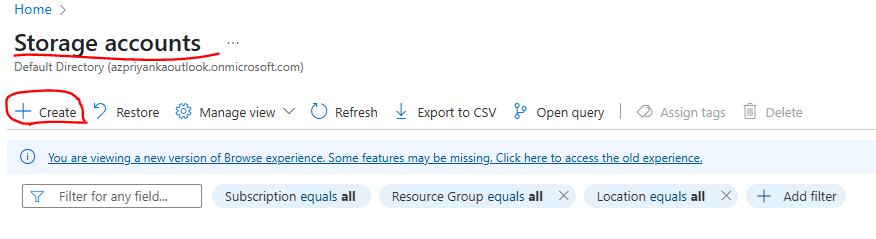 Home >
Storage accounts ...
Default Directory (azpriyankaoutlook.onmicrosoft.com)
+ Create Restore Manage view Refresh Export to CSV Open query Assign tags Delete
You are viewing a new version of Browse experience. Some features may be missing. Click here to access the old experience.
Filter for any field... Subscription equals all Resource Group equals all × Location equals all × + Add filter